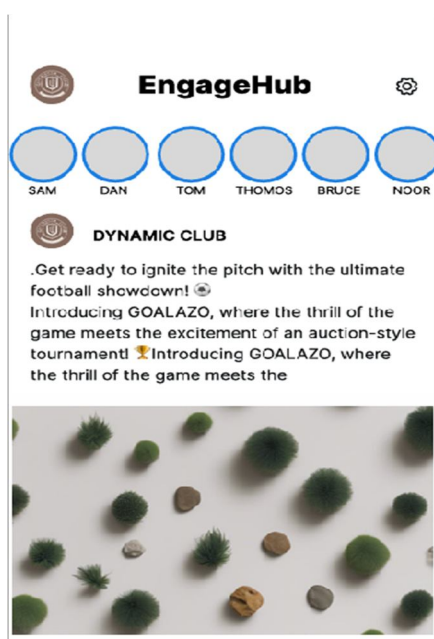 EngageHub
SAM DAN TOM THOMOS BRUCE NOOR
DYNAMIC CLUB
.Get ready to ignite the pitch with the ultimate
football showdown! ⚽
Introducing GOALAZO, where the thrill of the
game meets the excitement of an auction-style
tournament! 🏆Introducing GOALAZO, where
the thrill of the game meets the